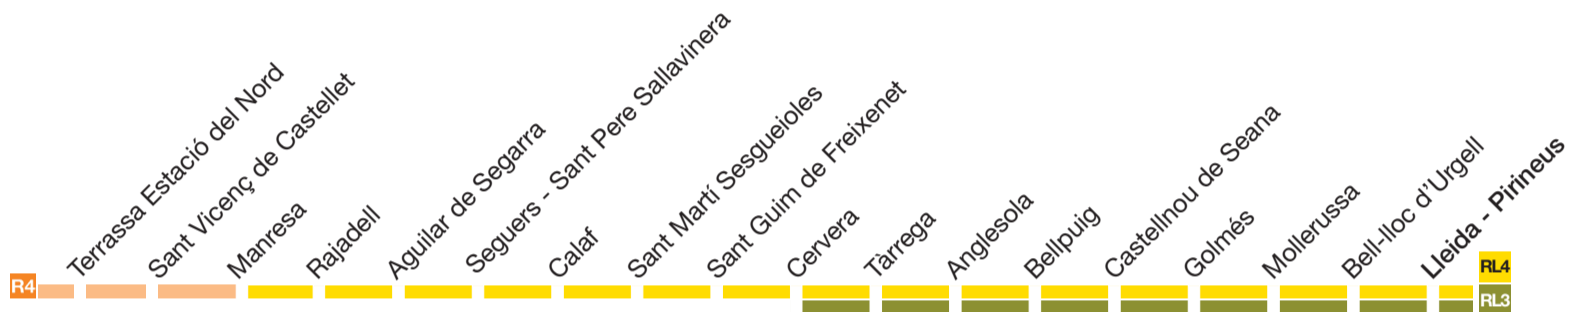 R4
Terrassa Estació del Nord
Sant Vicenç de Castellet
Manresa
Rajadell
Aguilar de Segarra
Seguers - Sant Pere Sallavinera
Calaf
Sant Martí Sesgueioles
Sant Guim de Freixenet
Cervera
Tàrrega
Anglesola
Bellpuig
Castellnou de Seana
Golmés
Mollerussa
Bell-lloc d'Urgell
Lleida - Pirineus
RL4
RL3